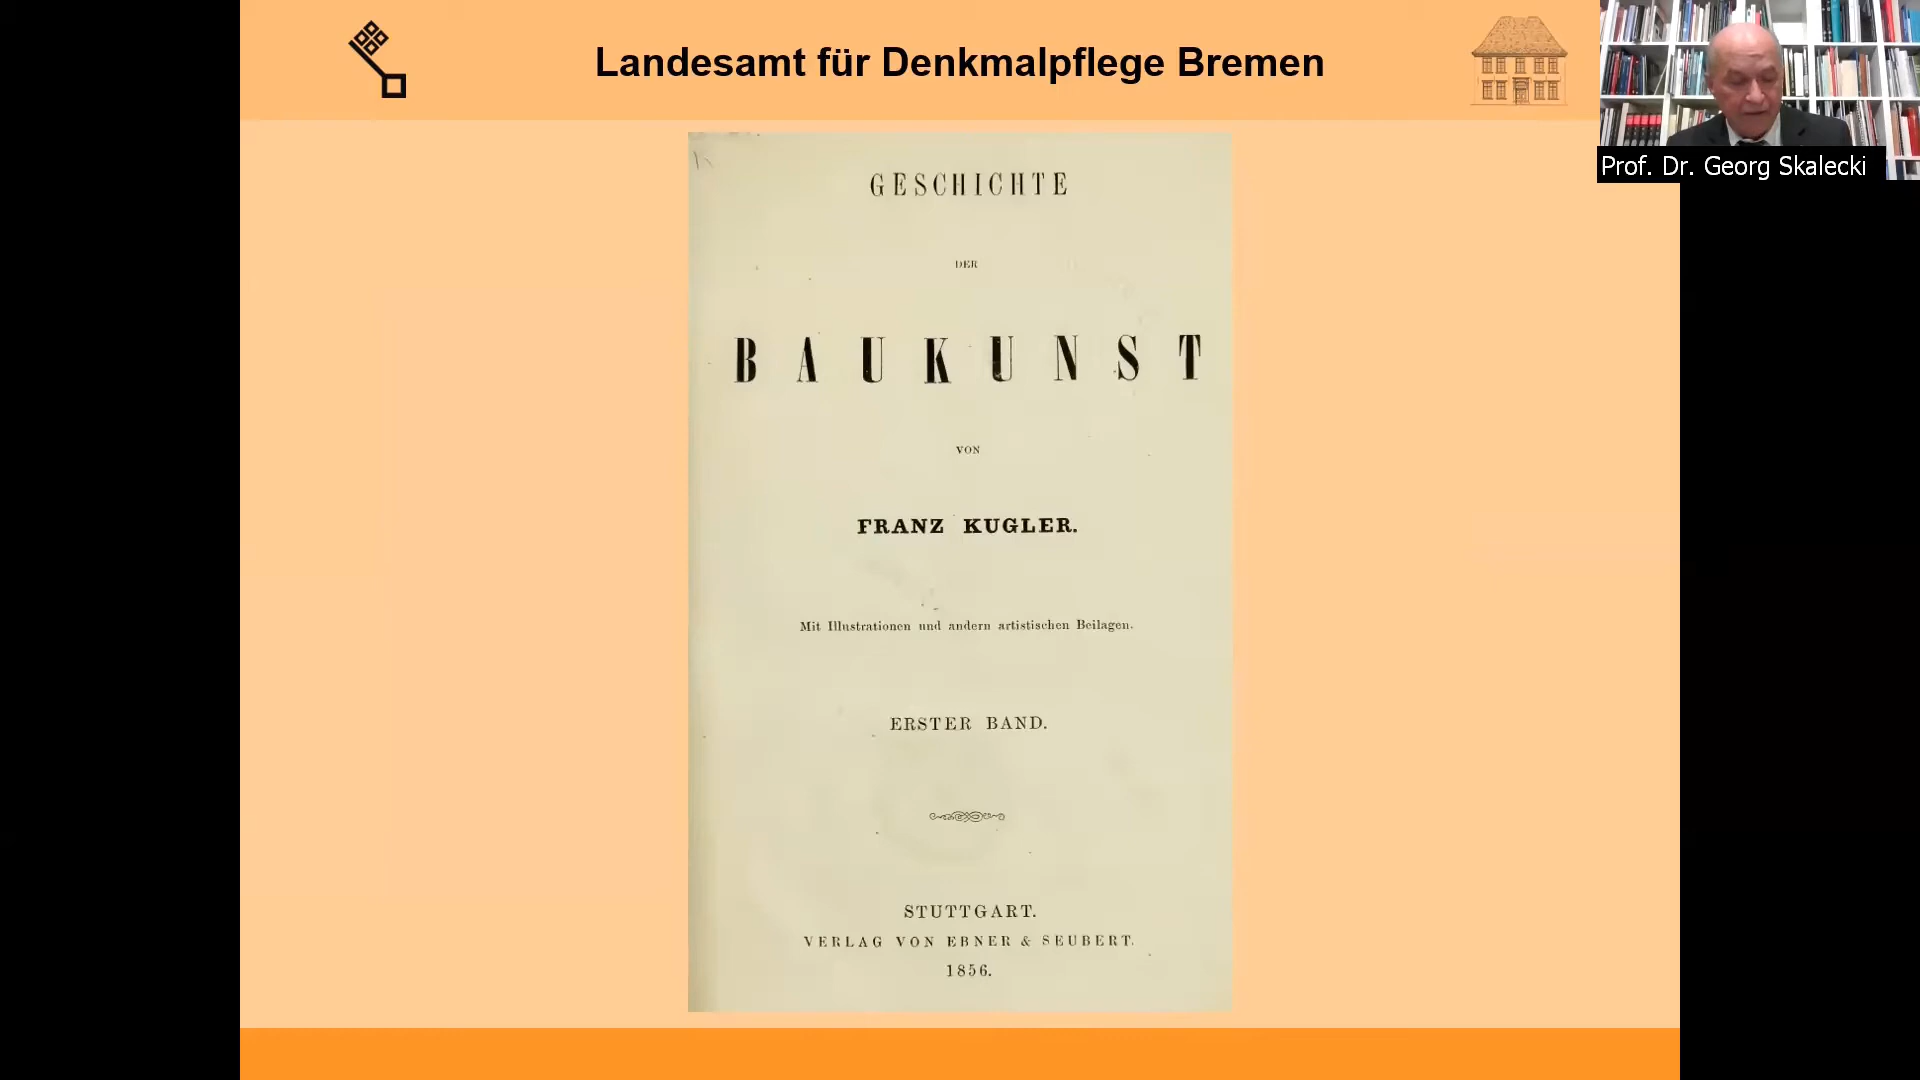 Landesamt für Denkmalpflege Bremen
Prof. Dr. Georg Skalecki
GESCHICHTE
DER
BAUKUNST
VON
FRANZ KUGLER.
Mit Illustrationen und andern artistischen Beilagen.
ERSTER BAND.
STUTTGART.
VERLAG VON EBNER & SEUBERT.
1856.